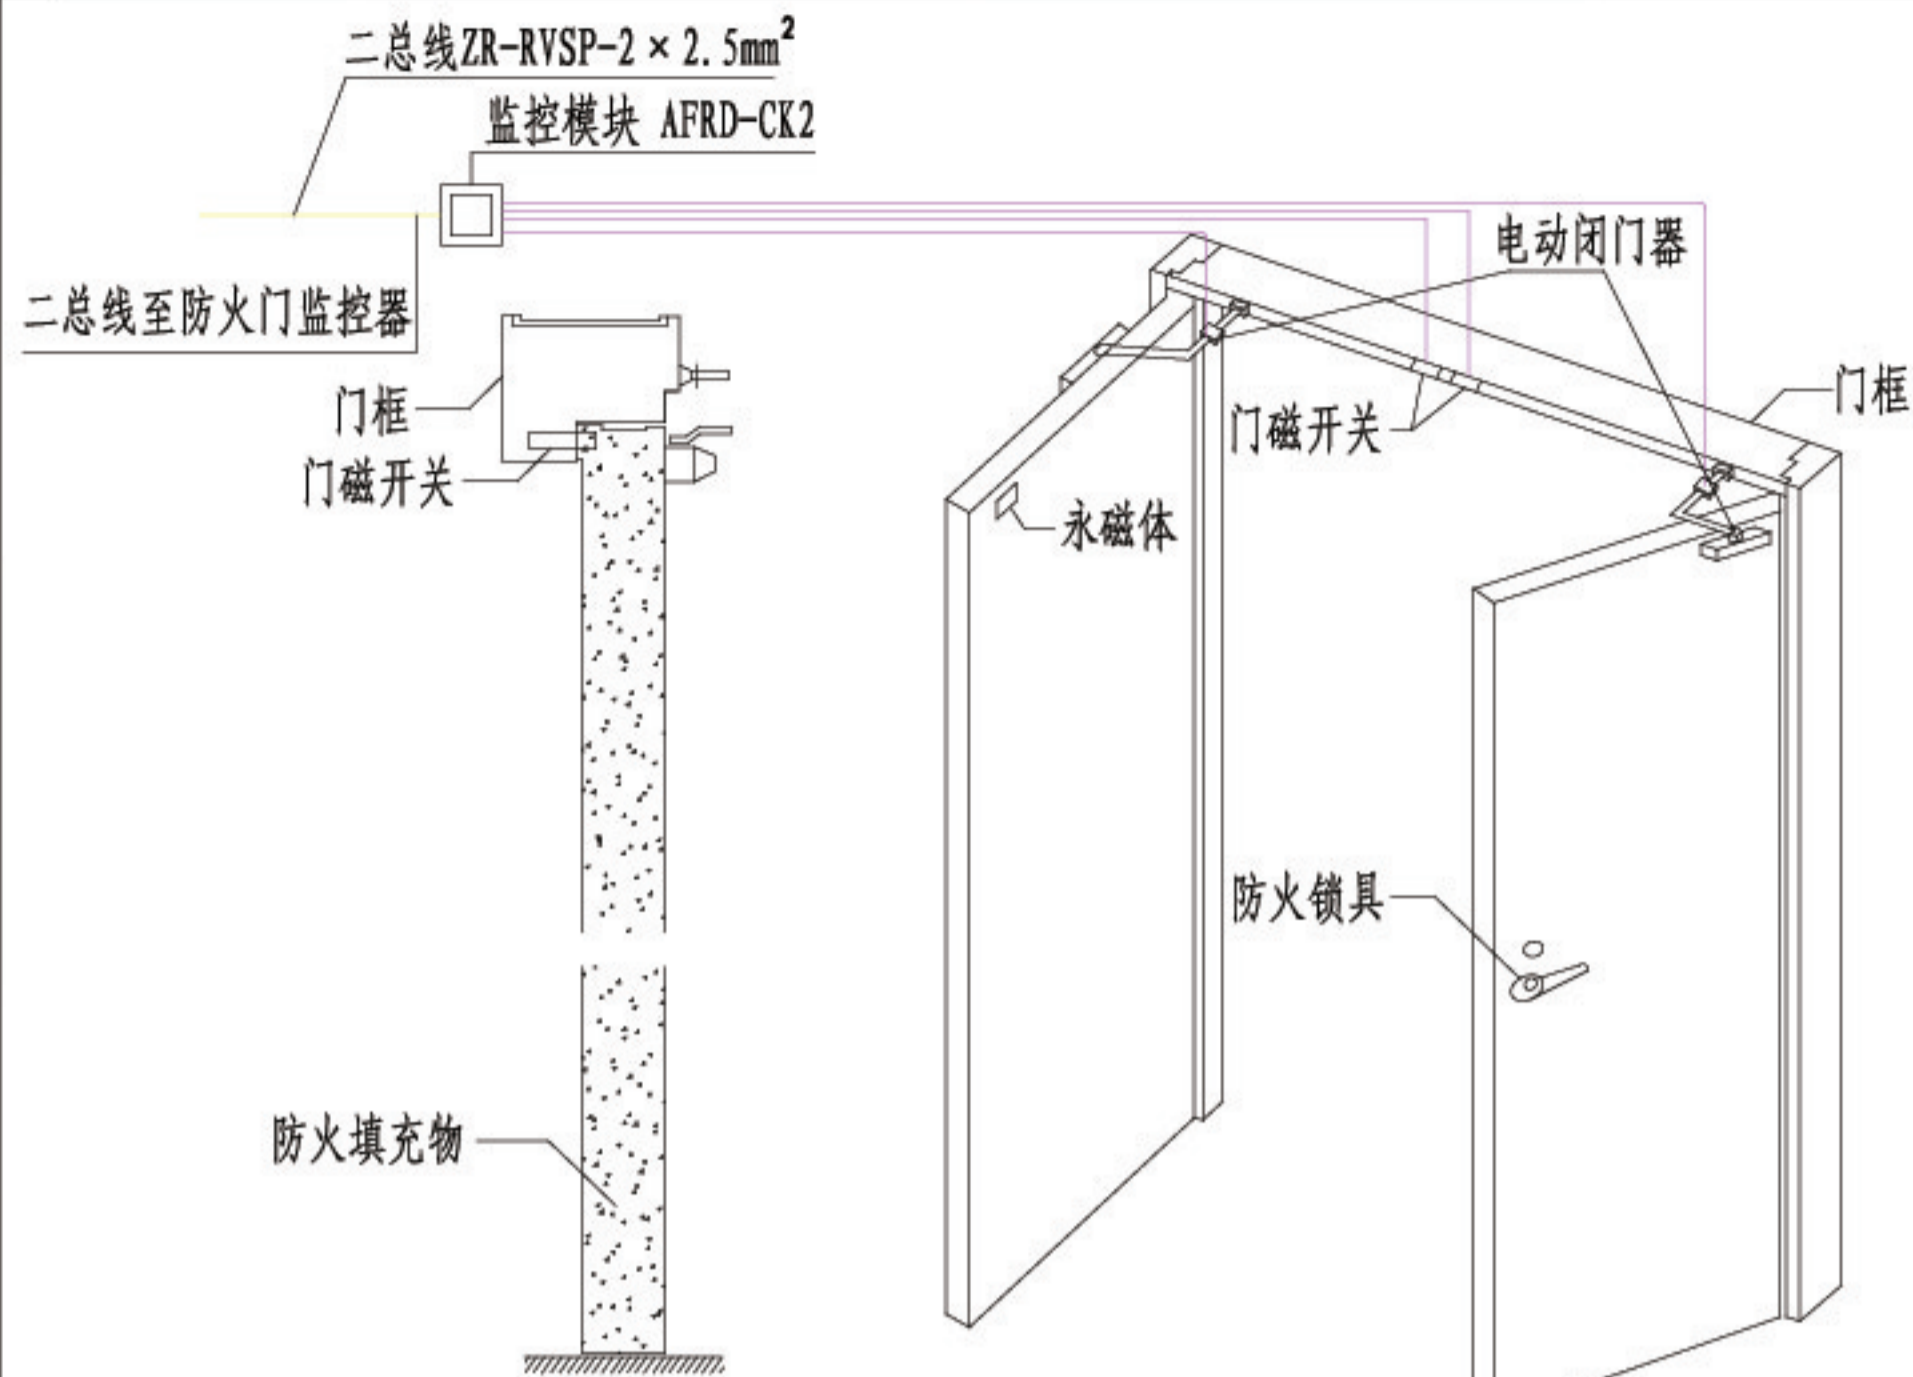 二总线ZR-RVSP-2×2.5mm²
监控模块 AFRD-CK2
电动闭门器
二总线至防火门监控器
门框
门框
门磁开关
门磁开关
永磁体
防火锁具
防火填充物